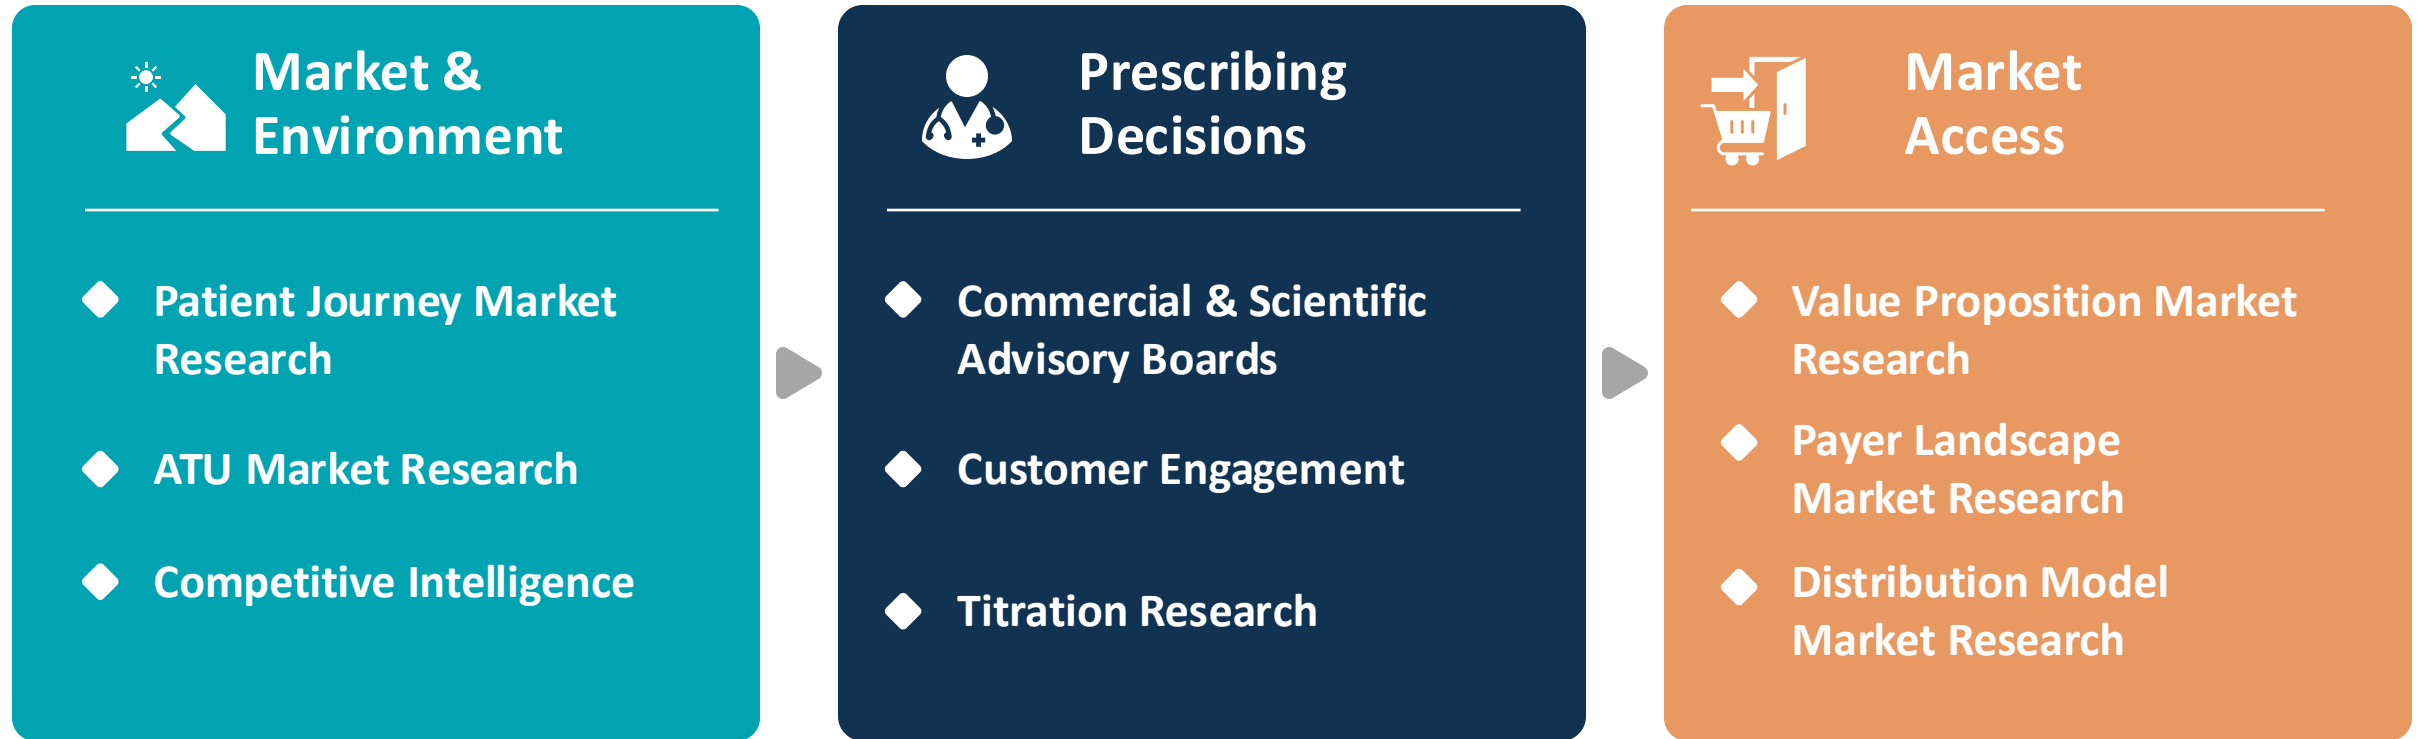 Market &
Environment
Patient Journey Market
Research
ATU Market Research
Competitive Intelligence
Prescribing
Decisions
Commercial & Scientific
Advisory Boards
Customer Engagement
Titration Research
Market
Access
Value Proposition Market
Research
Payer Landscape
Market Research
Distribution Model
Market Research